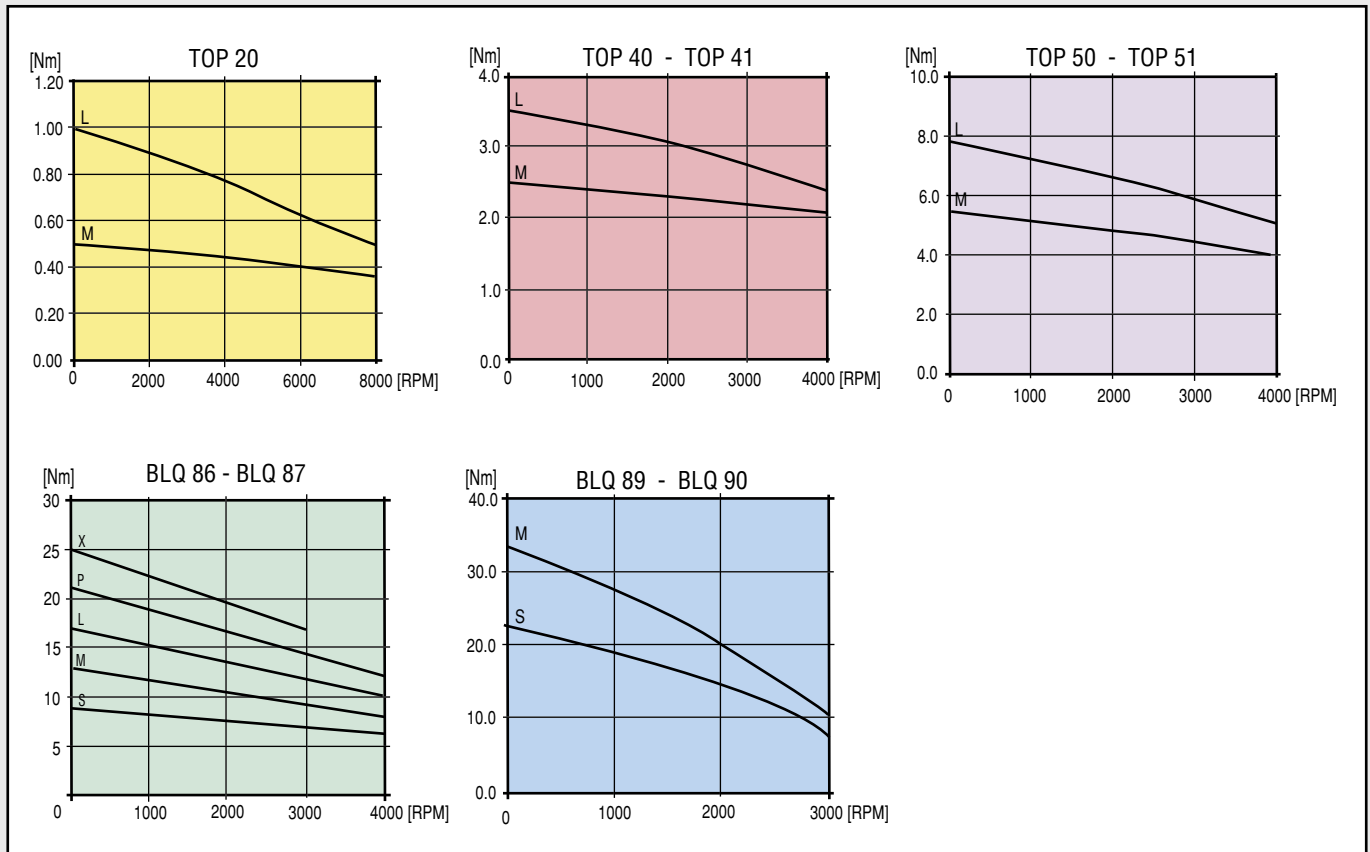 TOP 20
[Nm]
1.20
1.00
0.80
0.60
0.40
0.20
0.00
L
M
0 2000 4000 6000 8000 [RPM]
TOP 40 - TOP 41
[Nm]
4.0
3.0
2.0
1.0
0.0
L
M
0 1000 2000 3000 4000 [RPM]
TOP 50 - TOP 51
[Nm]
10.0
8.0
6.0
4.0
2.0
0.0
L
M
0 1000 2000 3000 4000 [RPM]
BLQ 86 - BLQ 87
[Nm]
30
25
20
15
10
5
X
P
L
M
S
0 1000 2000 3000 4000 [RPM]
BLQ 89 - BLQ 90
[Nm]
40.0
30.0
20.0
10.0
0.0
M
S
0 1000 2000 3000 [RPM]